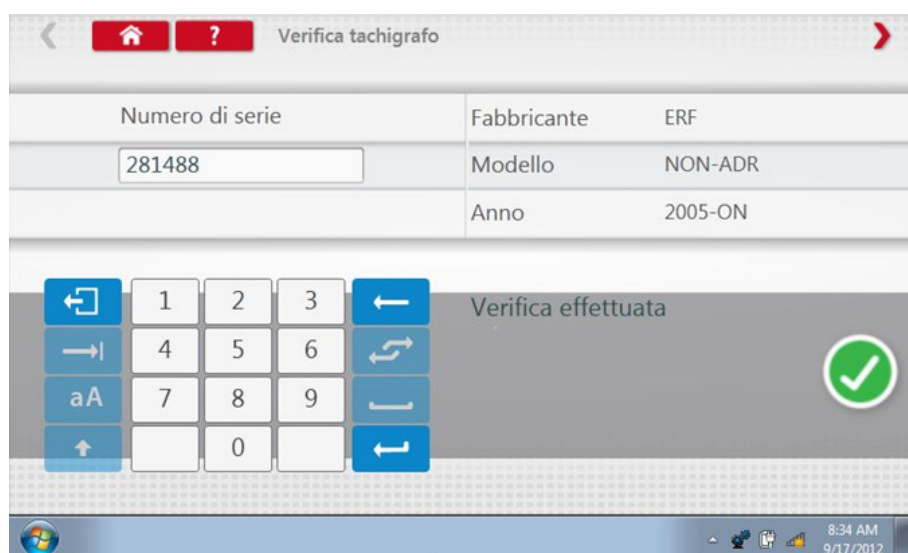 ?
Verifica tachigrafo
Numero di serie
Fabbricante ERF
281488
Modello NON-ADR
Anno 2005-ON
1 2 3
Verifica effettuata
4 5 6
aA 7 8 9
0
8:34 AM
9/17/2012